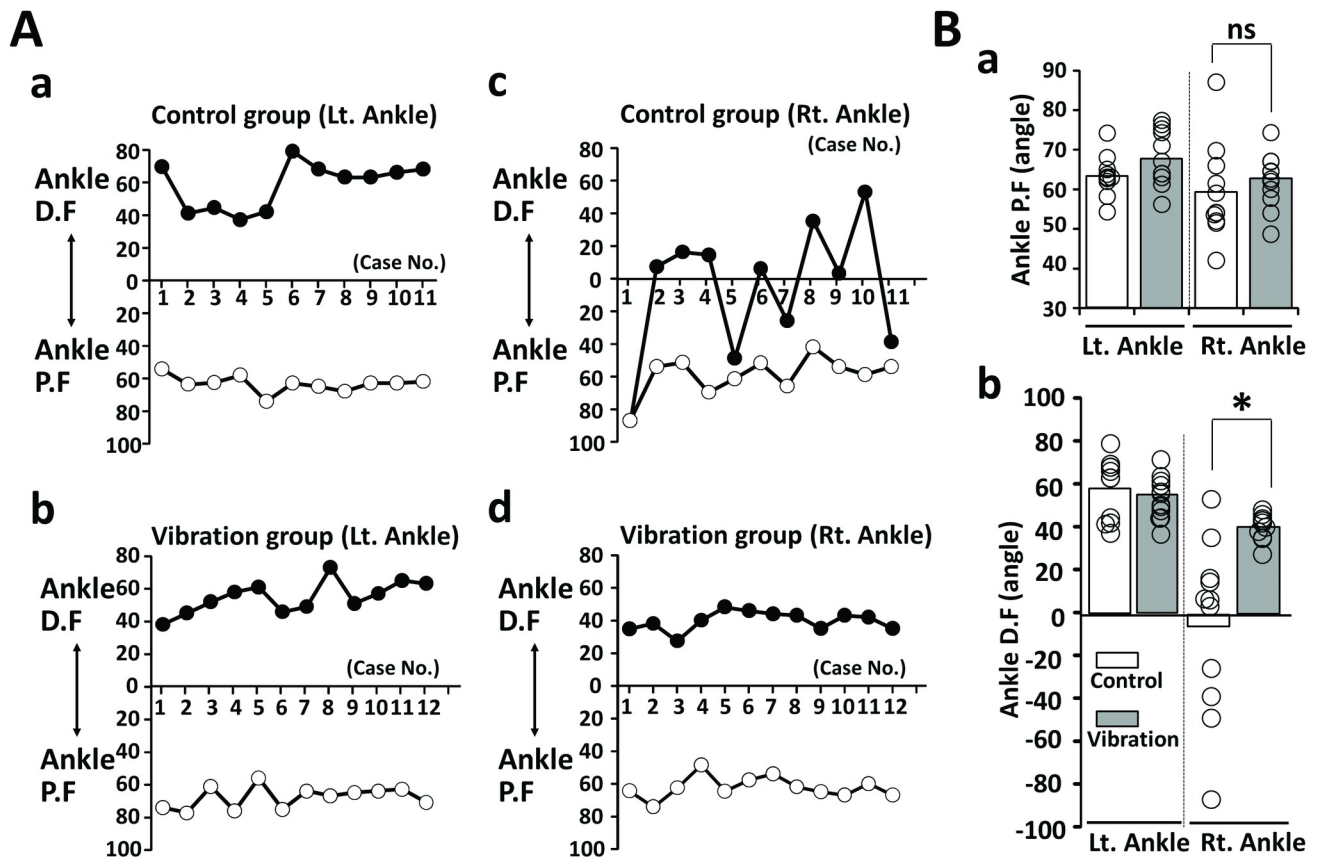 A
a
Control group (Lt. Ankle)
Ankle
D.F
Ankle
P.F
80
60
40
20
0
20
40
60
80
100
(Case No.)
1 2 3 4 5 6 7 8 9 10 11
c
Control group (Rt. Ankle)
(Case No.)
Ankle
D.F
Ankle
P.F
80
60
40
20
0
20
40
60
80
100
1 2 3 4 5 6 7 8 9 10 11
b
Vibration group (Lt. Ankle)
Ankle
D.F
Ankle
P.F
80
60
40
20
0
20
40
60
80
100
(Case No.)
1 2 3 4 5 6 7 8 9 10 11 12
d
Vibration group (Rt. Ankle)
Ankle
D.F
Ankle
P.F
80
60
40
20
0
20
40
60
80
100
(Case No.)
1 2 3 4 5 6 7 8 9 10 11 12
B
a
ns
Ankle P.F (angle)
90
80
70
60
50
40
30
Lt. Ankle Rt. Ankle
b
*
Ankle D.F (angle)
100
80
60
40
20
0
-20
-40
-60
-80
-100
Control
Vibration
Lt. Ankle Rt. Ankle